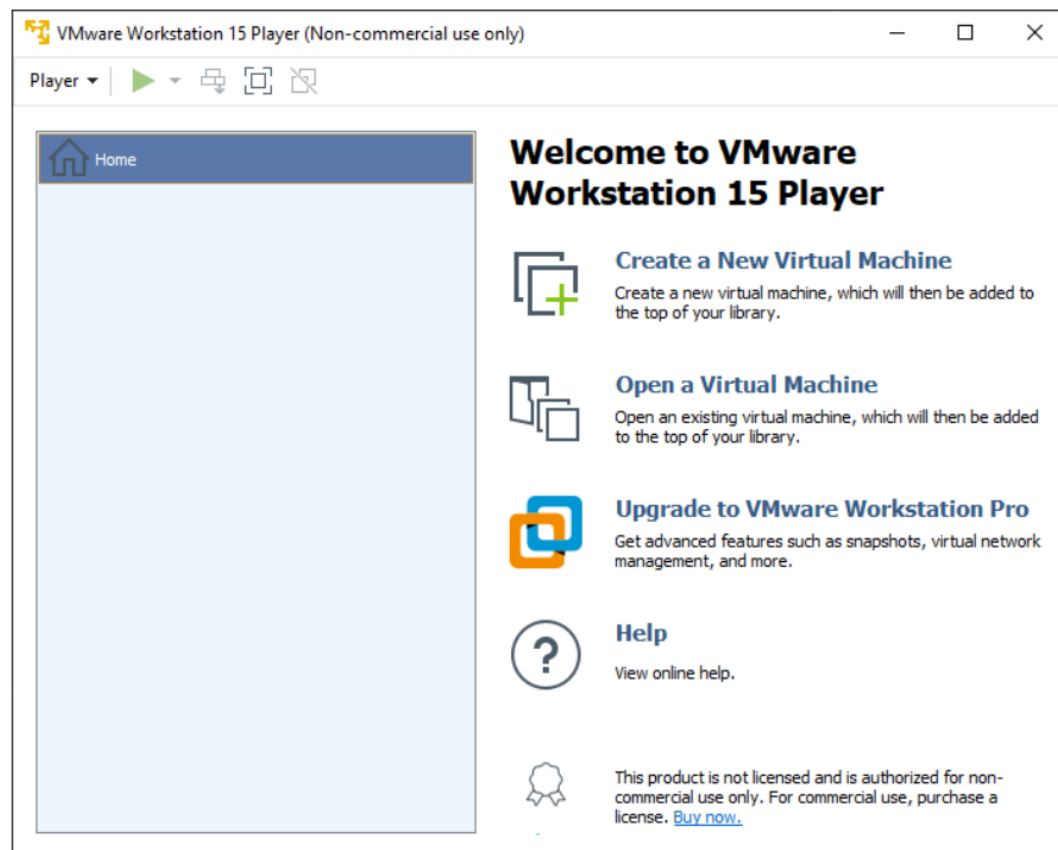 VMware Workstation 15 Player (Non-commercial use only)
Player
Home
Welcome to VMware
Workstation 15 Player
Create a New Virtual Machine
Create a new virtual machine, which will then be added to
the top of your library.
Open a Virtual Machine
Open an existing virtual machine, which will then be added
to the top of your library.
Upgrade to VMware Workstation Pro
Get advanced features such as snapshots, virtual network
management, and more.
?
Help
View online help.
This product is not licensed and is authorized for non-
commercial use only. For commercial use, purchase a
license. Buy now.